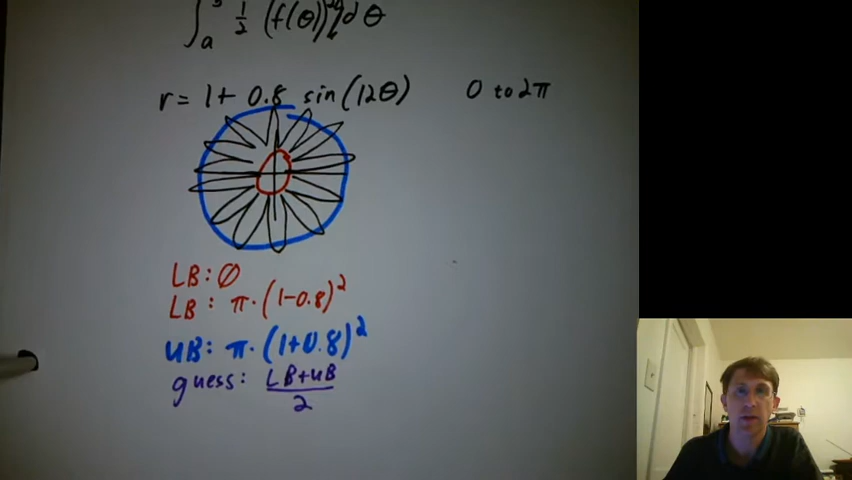 ∫ₐᵇ 1/2 (f(θ))² dθ
r = 1 + 0.8 sin(12θ) 0 to 2π
LB: ∅
LB: π·(1-0.8)²
UB: π·(1+0.8)²
guess: LB+UB / 2